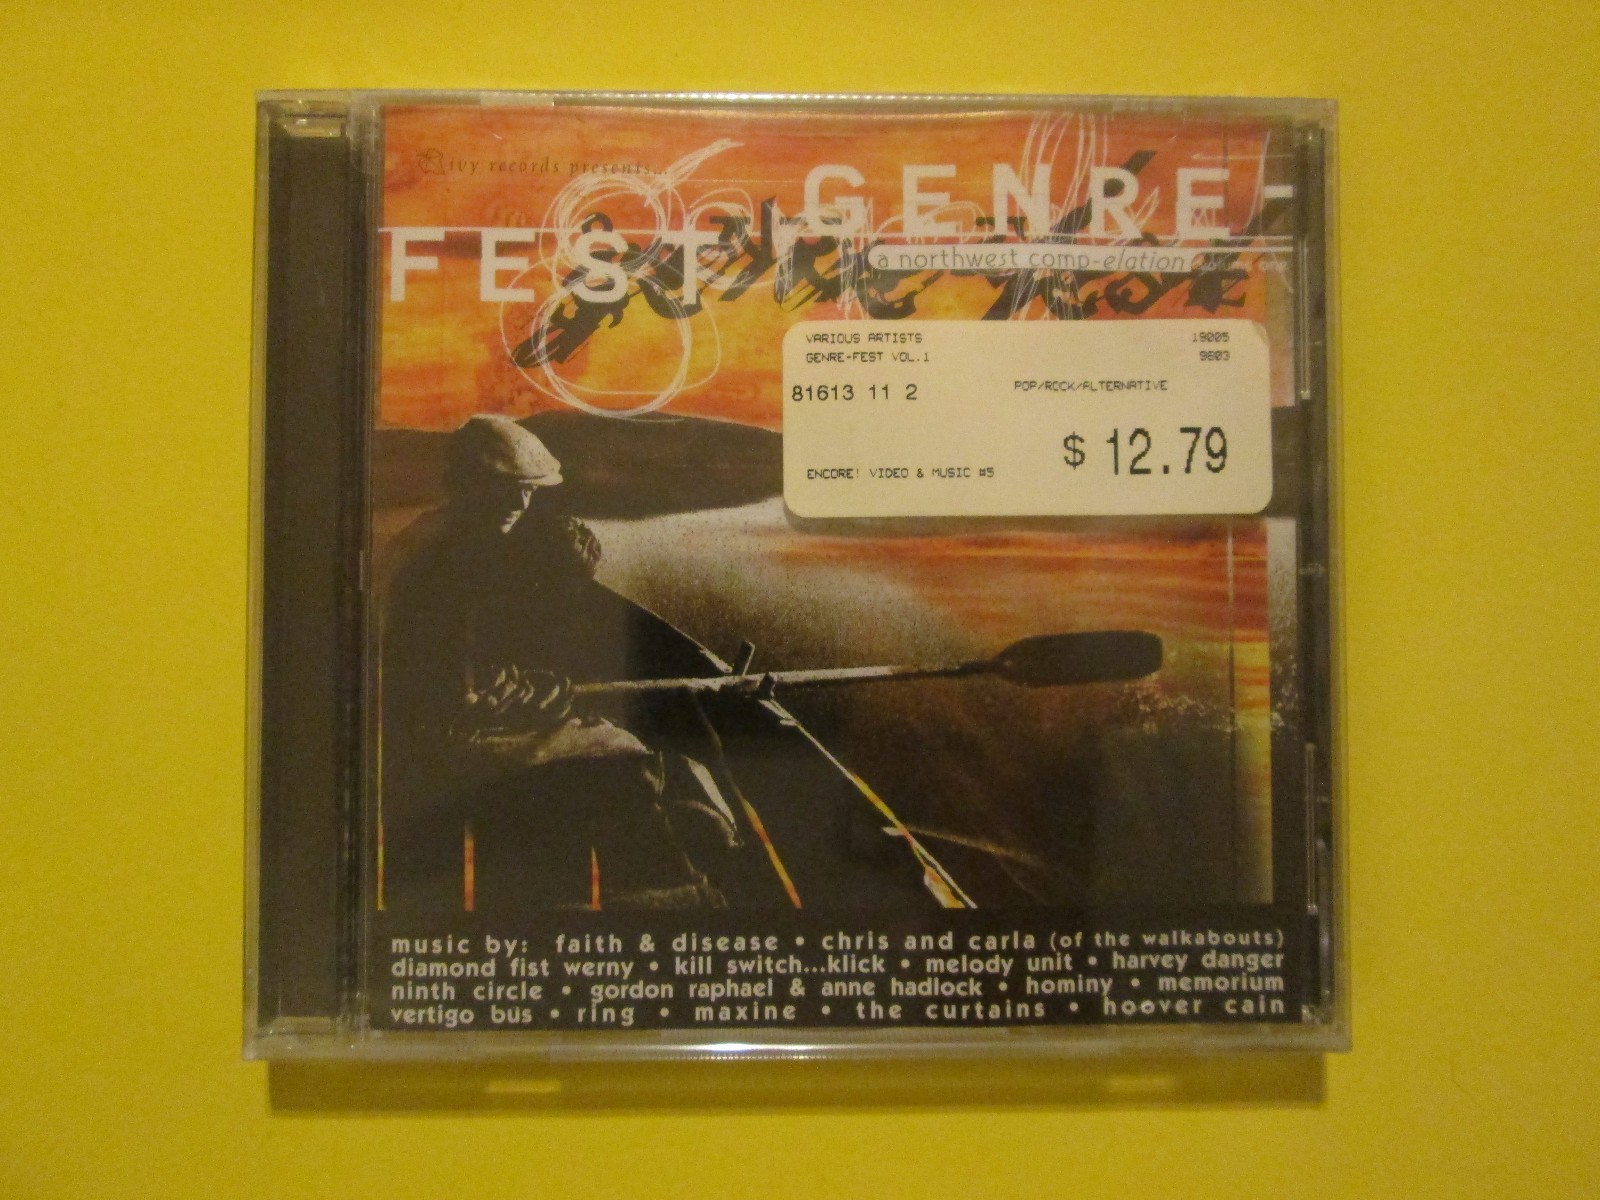 ivy records presents...
GENRE-
FEST
a northwest comp-elation volume one
VARIOUS ARTISTS 19005
GENRE-FEST VOL.1 9803
81613 11 2 POP/ROCK/ALTERNATIVE
$ 12.79
ENCORE! VIDEO & MUSIC #5
music by: faith & disease • chris and carla (of the walkabouts)
diamond fist werny • kill switch...klick • melody unit • harvey danger
ninth circle • gordon raphael & anne hadlock • hominy • memorium
vertigo bus • ring • maxine • the curtains • hoover cain